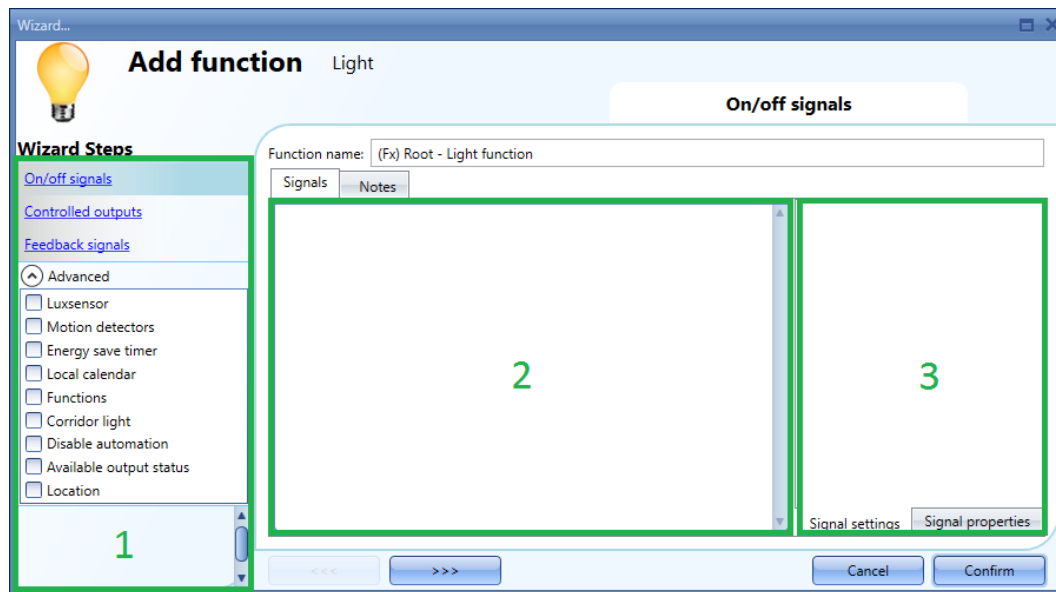 Wizard...
Add function Light
On/off signals
Wizard Steps
On/off signals
Controlled outputs
Feedback signals
Advanced
Luxsensor
Motion detectors
Energy save timer
Local calendar
Functions
Corridor light
Disable automation
Available output status
Location
1
Function name: (Fx) Root - Light function
Signals Notes
2
3
Signal settings Signal properties
<<< >>> Cancel Confirm